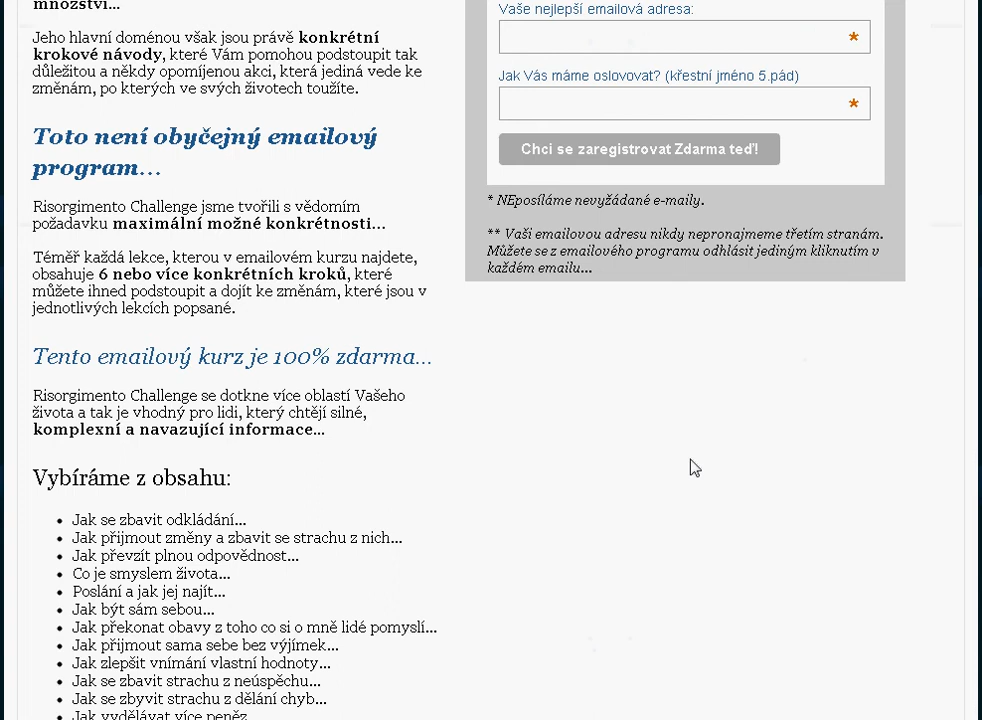 množství...
Jeho hlavní doménou však jsou právě konkrétní
krokové návody, které Vám pomohou podstoupit tak
důležitou a někdy opomíjenou akci, která jediná vede ke
změnám, po kterých ve svých životech toužíte.
Toto není obyčejný emailový
program...
Risorgimento Challenge jsme tvořili s vědomím
požadavku maximální možné konkrétnosti...
Téměř každá lekce, kterou v emailovém kurzu najdete,
obsahuje 6 nebo více konkrétních kroků, které
můžete ihned podstoupit a dojít ke změnám, které jsou v
jednotlivých lekcích popsané.
Tento emailový kurz je 100% zdarma...
Risorgimento Challenge se dotkne více oblastí Vašeho
života a tak je vhodný pro lidi, který chtějí silné,
komplexní a navazující informace...
Vybíráme z obsahu:
• Jak se zbavit odkládání...
• Jak přijmout změny a zbavit se strachu z nich...
• Jak převzít plnou odpovědnost...
• Co je smyslem života...
• Poslání a jak jej najít...
• Jak být sám sebou...
• Jak překonat obavy z toho co si o mně lidé pomyslí...
• Jak přijmout sama sebe bez výjímek...
• Jak zlepšit vnímání vlastní hodnoty...
• Jak se zbavit strachu z neúspěchu...
• Jak se zbyvit strachu z dělání chyb...
• Jak vydělávat více peněz
Vaše nejlepší emailová adresa:
*
Jak Vás máme oslovovat? (křestní jméno 5.pád)
*
Chci se zaregistrovat Zdarma teď!
* NEposíláme nevyžádané e-maily.
** Vaši emailovou adresu nikdy nepronajmeme třetím stranám.
Můžete se z emailového programu odhlásit jediným kliknutím v
každém emailu...